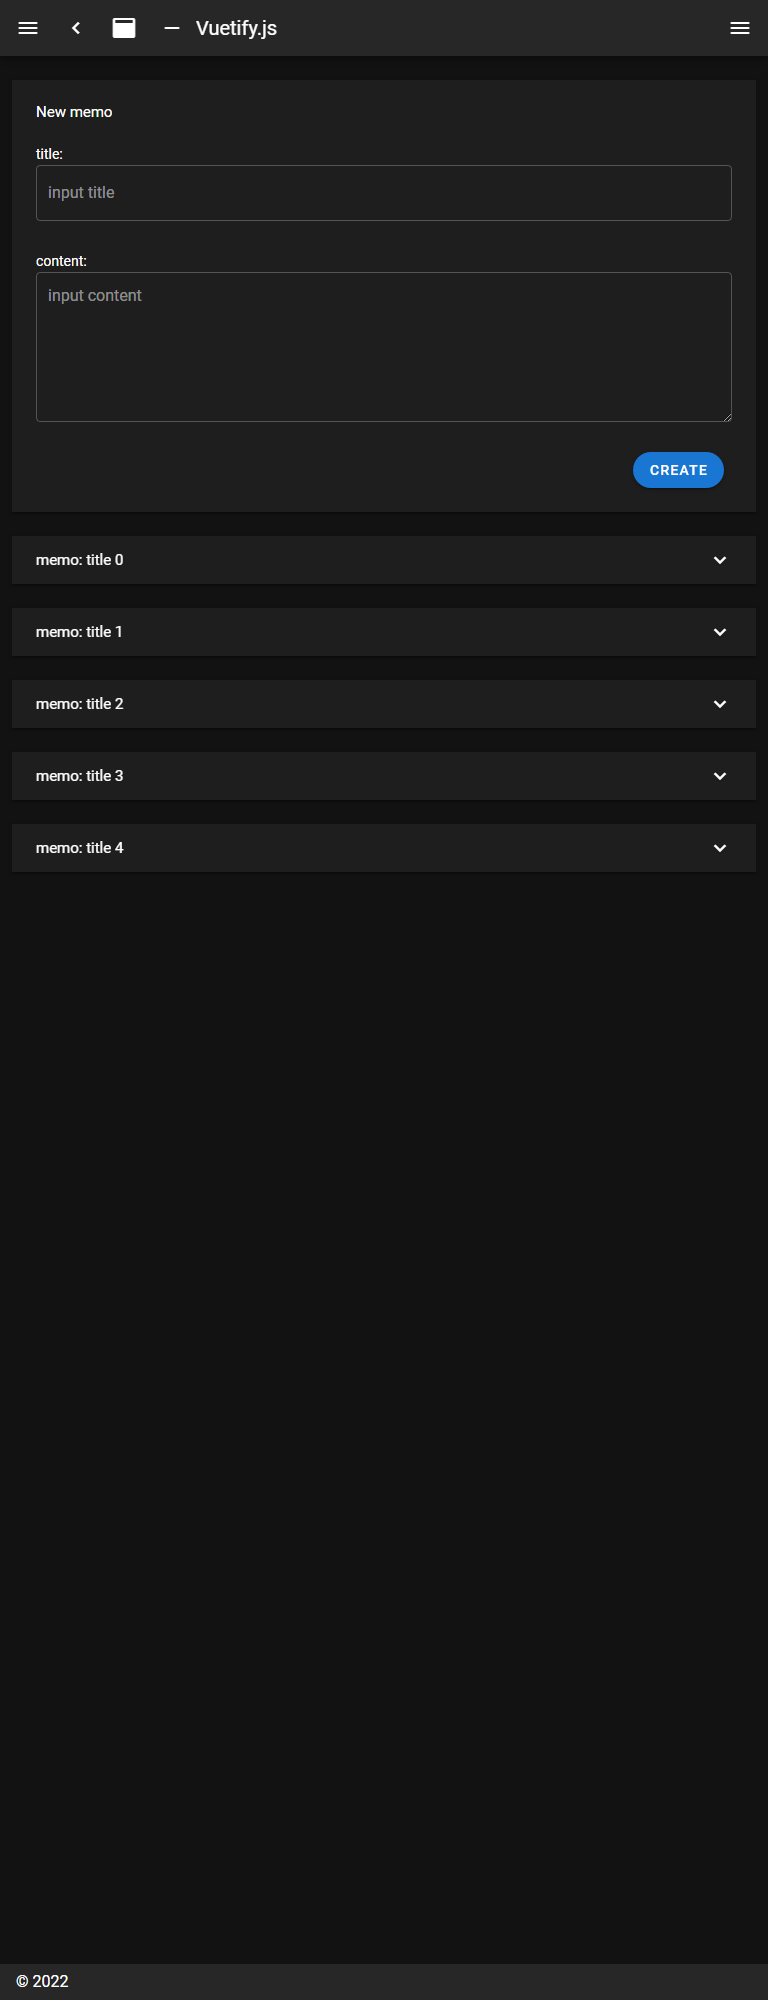 Vuetify.js
New memo
title:
input title
content:
input content
CREATE
memo: title 0
memo: title 1
memo: title 2
memo: title 3
memo: title 4
© 2022